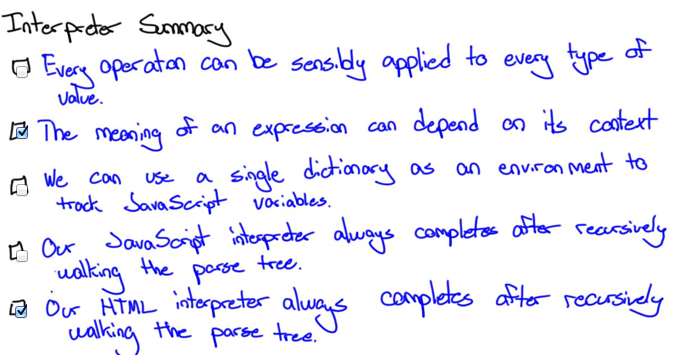 Interpreter Summary
Every operation can be sensibly applied to every type of
value.
The meaning of an expression can depend on its context
We can use a single dictionary as an environment to
track JavaScript variables.
Our JavaScript interpreter always completes after recursively
walking the parse tree.
Our HTML interpreter always completes after recursively
walking the parse tree.